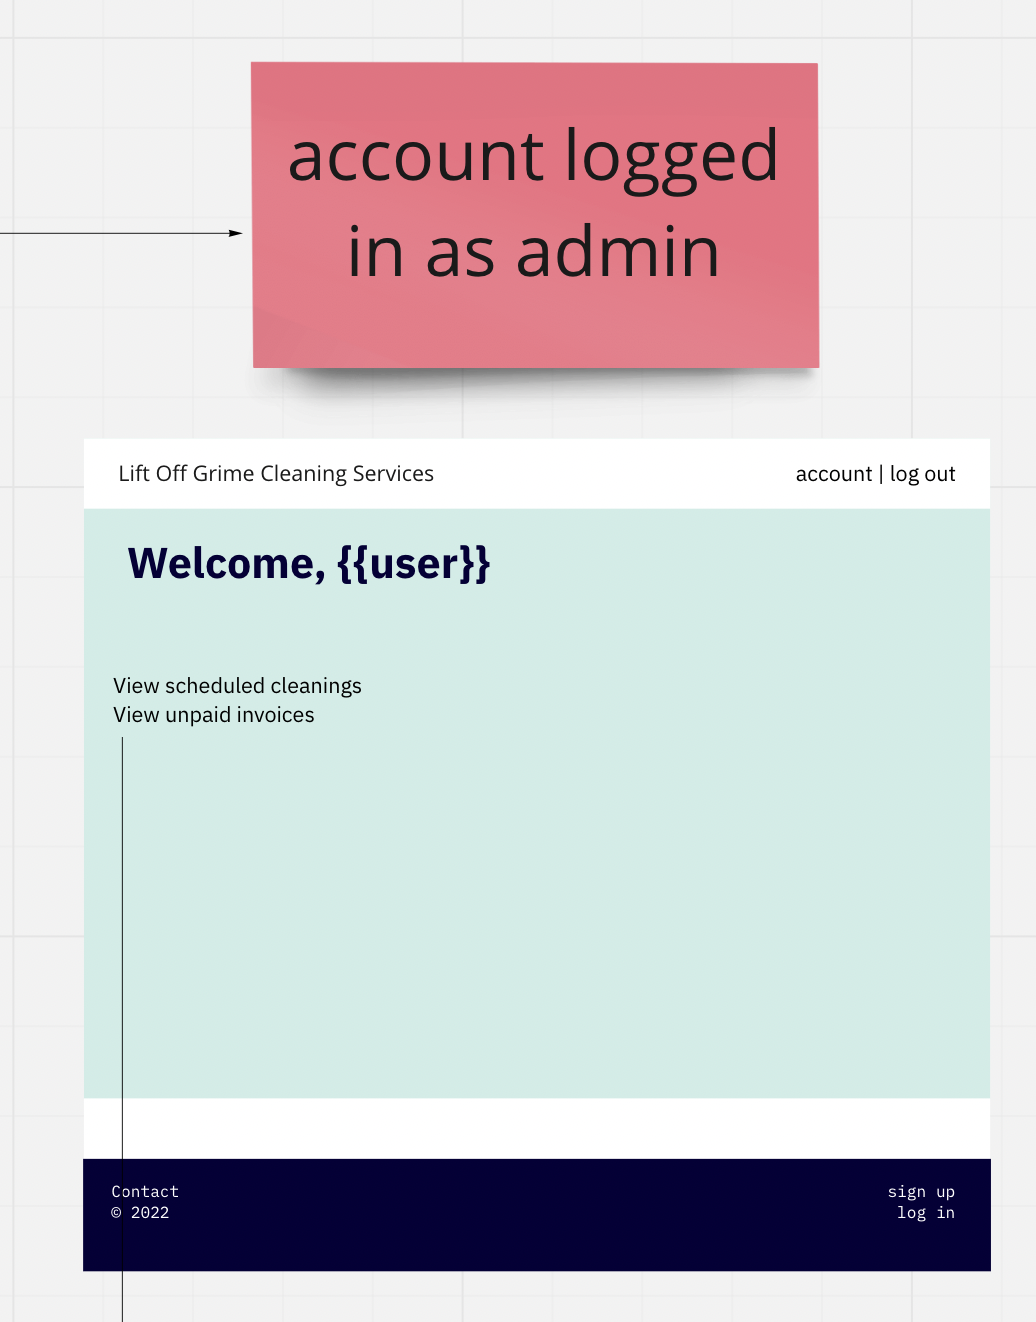 account logged
in as admin
Lift Off Grime Cleaning Services
account | log out
Welcome, {{user}}
View scheduled cleanings
View unpaid invoices
Contact
© 2022
sign up
log in